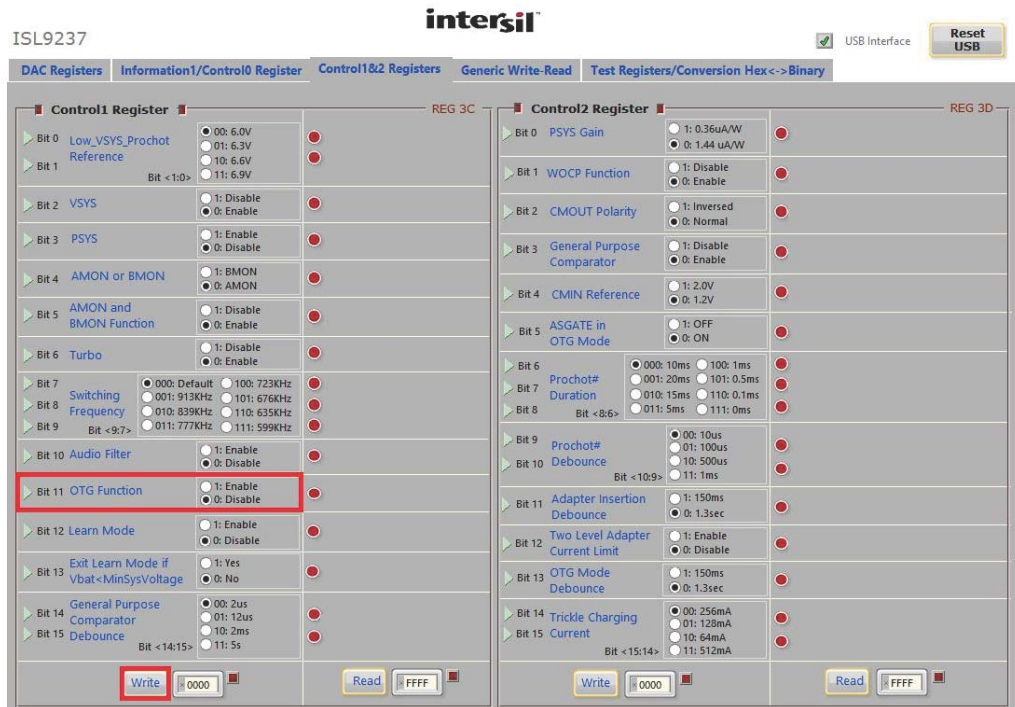 intersil™
ISL9237
USB Interface
Reset USB
DAC Registers Information1/Control0 Register Control1&2 Registers Generic Write-Read Test Registers/Conversion Hex<->Binary
Control1 Register REG 3C
Bit 0 Low_VSYS_Prochot
Reference
Bit 1
Bit <1:0>
00: 6.0V
01: 6.3V
10: 6.6V
11: 6.9V
Bit 2 VSYS
1: Disable
0: Enable
Bit 3 PSYS
1: Enable
0: Disable
Bit 4 AMON or BMON
1: BMON
0: AMON
Bit 5 AMON and
BMON Function
1: Disable
0: Enable
Bit 6 Turbo
1: Disable
0: Enable
Bit 7
Bit 8
Bit 9
Switching
Frequency
Bit <9:7>
000: Default 100: 723KHz
001: 913KHz 101: 676KHz
010: 839KHz 110: 635KHz
011: 777KHz 111: 599KHz
Bit 10 Audio Filter
1: Enable
0: Disable
Bit 11 OTG Function
1: Enable
0: Disable
Bit 12 Learn Mode
1: Enable
0: Disable
Bit 13 Exit Learn Mode if
Vbat<MinSysVoltage
1: Yes
0: No
Bit 14 General Purpose
Comparator
Bit 15 Debounce
Bit <14:15>
00: 2us
01: 12us
10: 2ms
11: 5s
Write x 0000
Read x FFFF
Control2 Register REG 3D
Bit 0 PSYS Gain
1: 0.36uA/W
0: 1.44 uA/W
Bit 1 WOCP Function
1: Disable
0: Enable
Bit 2 CMOUT Polarity
1: Inversed
0: Normal
Bit 3 General Purpose
Comparator
1: Disable
0: Enable
Bit 4 CMIN Reference
1: 2.0V
0: 1.2V
Bit 5 ASGATE in
OTG Mode
1: OFF
0: ON
Bit 6
Bit 7
Bit 8
Prochot#
Duration
Bit <8:6>
000: 10ms 100: 1ms
001: 20ms 101: 0.5ms
010: 15ms 110: 0.1ms
011: 5ms 111: 0ms
Bit 9
Bit 10
Prochot#
Debounce
Bit <10:9>
00: 10us
01: 100us
10: 500us
11: 1ms
Bit 11 Adapter Insertion
Debounce
1: 150ms
0: 1.3sec
Bit 12 Two Level Adapter
Current Limit
1: Enable
0: Disable
Bit 13 OTG Mode
Debounce
1: 150ms
0: 1.3sec
Bit 14 Trickle Charging
Bit 15 Current
Bit <15:14>
00: 256mA
01: 128mA
10: 64mA
11: 512mA
Write x 0000
Read x FFFF